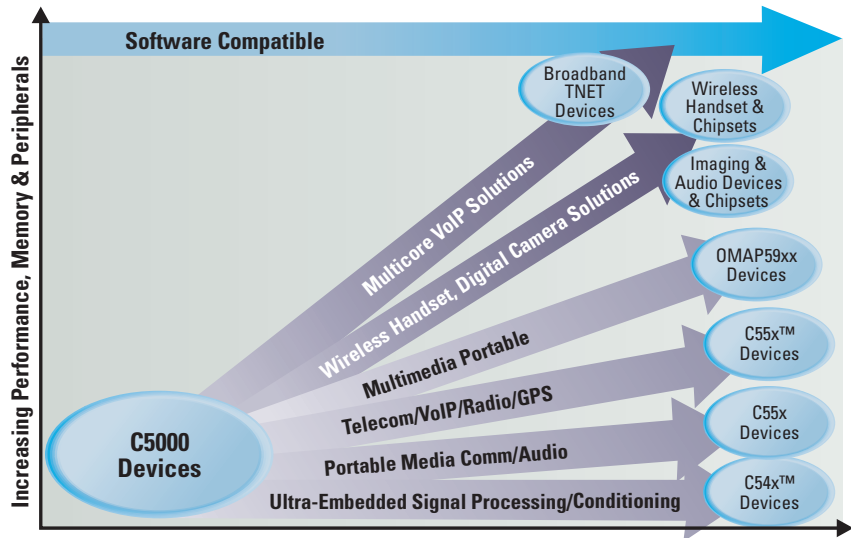 Software Compatible
Increasing Performance, Memory & Peripherals
Broadband
TNET
Devices
Wireless
Handset &
Chipsets
Imaging &
Audio Devices
& Chipsets
OMAP59xx
Devices
C55x™
Devices
C55x
Devices
C54x™
Devices
Multicore VoIP Solutions
Wireless Handset, Digital Camera Solutions
Multimedia Portable
Telecom/VoIP/Radio/GPS
Portable Media Comm/Audio
Ultra-Embedded Signal Processing/Conditioning
C5000
Devices